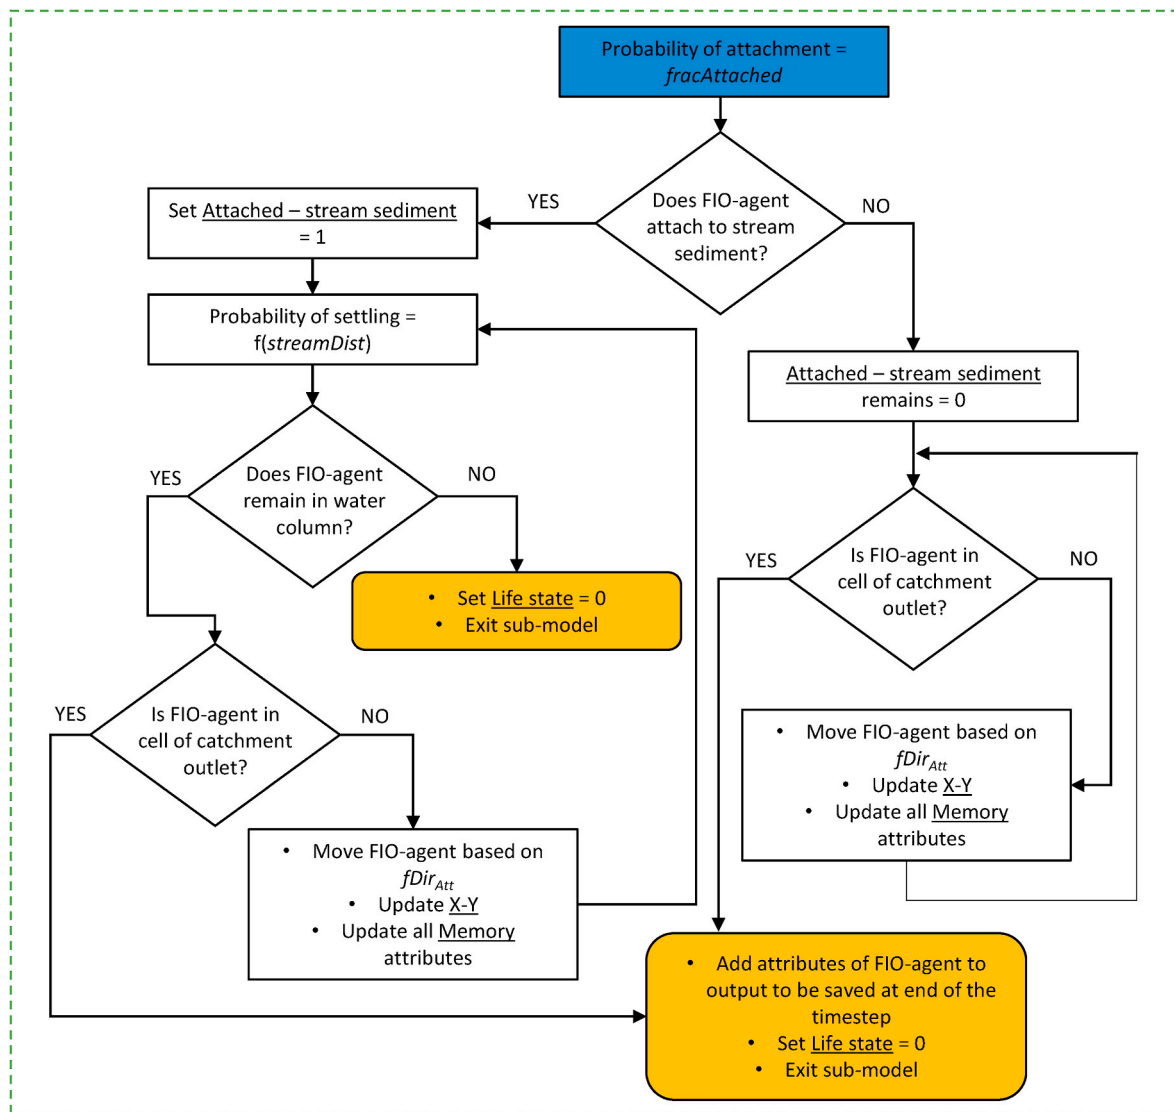 Probability of attachment =
fracAttached
Does FIO-agent
attach to stream
sediment?
YES
NO
Set Attached – stream sediment
= 1
Probability of settling =
f(streamDist)
Attached – stream sediment
remains = 0
Does FIO-agent
remain in water
column?
YES
NO
• Set Life state = 0
• Exit sub-model
Is FIO-agent in
cell of catchment
outlet?
YES
NO
Is FIO-agent in
cell of catchment
outlet?
YES
NO
• Move FIO-agent based on
fDirAtt
• Update X-Y
• Update all Memory
attributes
• Move FIO-agent based on
fDirAtt
• Update X-Y
• Update all Memory
attributes
• Add attributes of FIO-agent to
output to be saved at end of the
timestep
• Set Life state = 0
• Exit sub-model